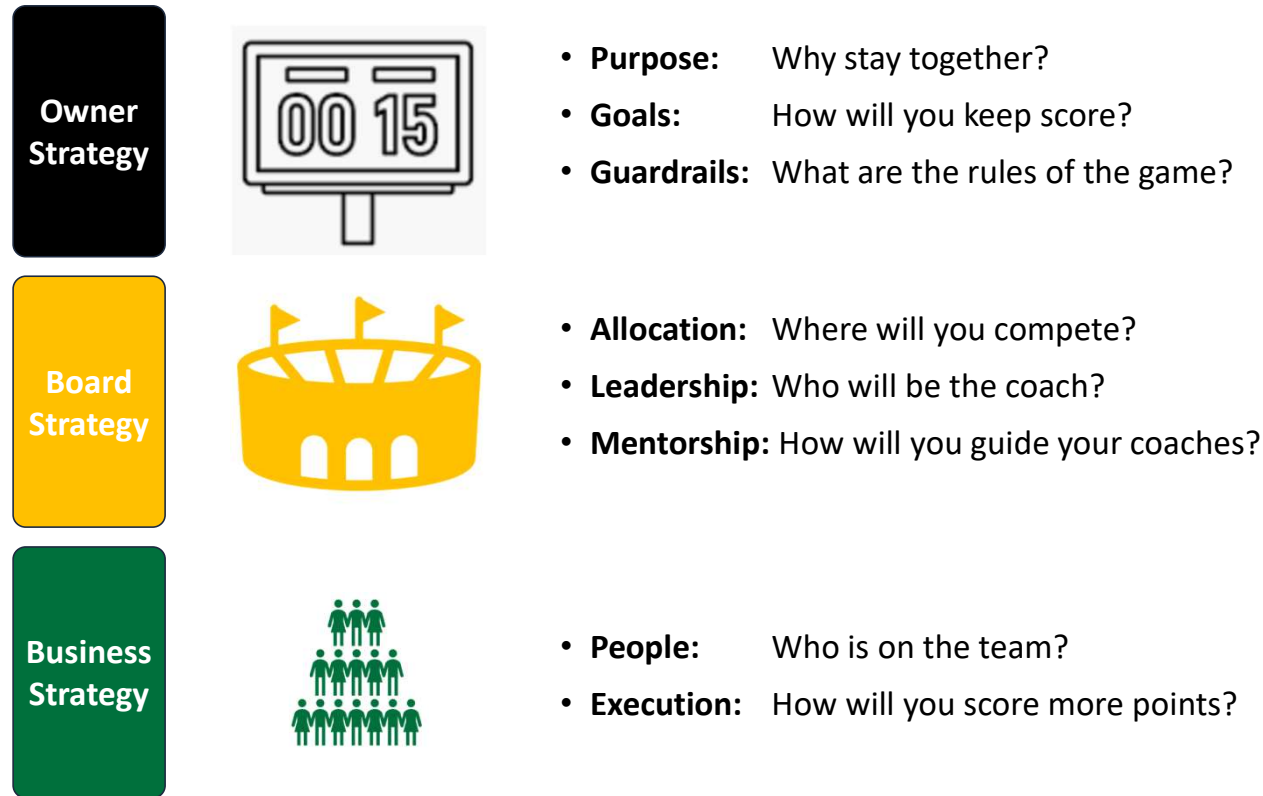 Owner
Strategy
00 15
• Purpose: Why stay together?
• Goals: How will you keep score?
• Guardrails: What are the rules of the game?
Board
Strategy
• Allocation: Where will you compete?
• Leadership: Who will be the coach?
• Mentorship: How will you guide your coaches?
Business
Strategy
• People: Who is on the team?
• Execution: How will you score more points?